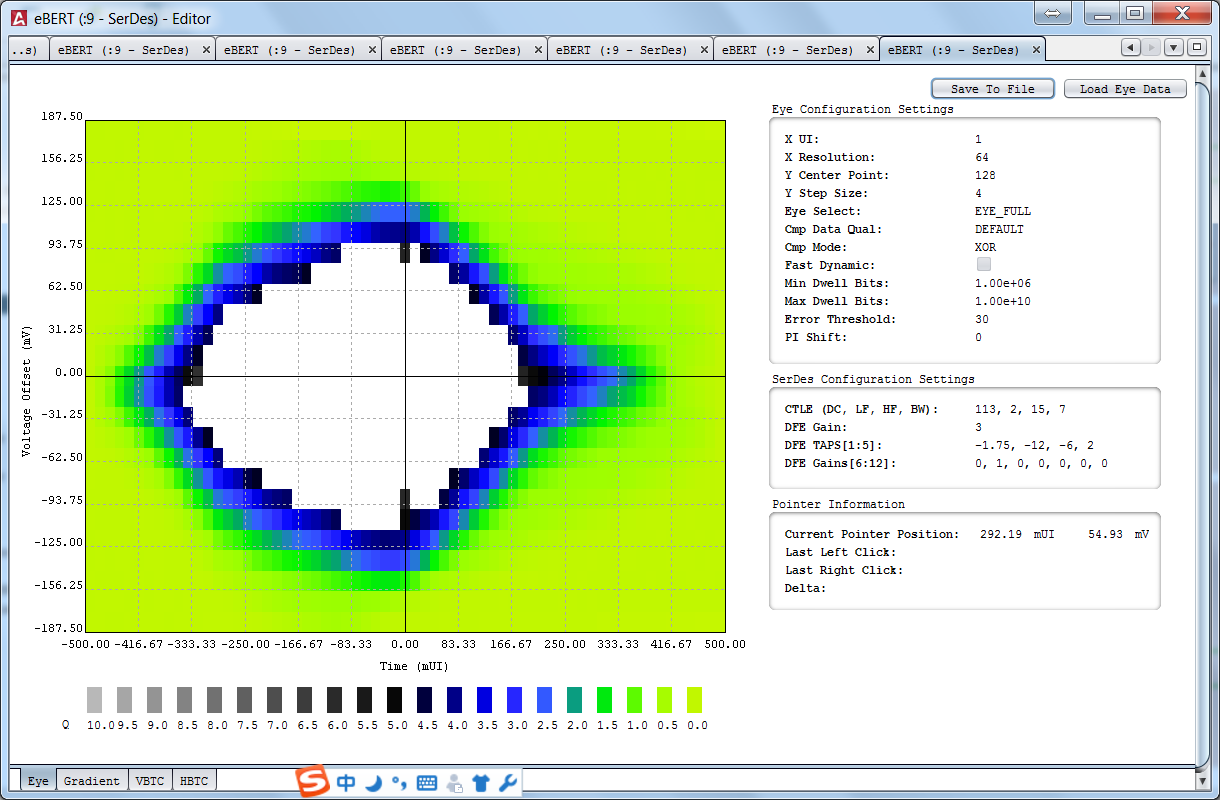 eBERT (:9 - SerDes) - Editor
..s) eBERT (:9 - SerDes) eBERT (:9 - SerDes) eBERT (:9 - SerDes) eBERT (:9 - SerDes) eBERT (:9 - SerDes) eBERT (:9 - SerDes)
Save To File Load Eye Data
Eye Configuration Settings
X UI: 1
X Resolution: 64
Y Center Point: 128
Y Step Size: 4
Eye Select: EYE_FULL
Cmp Data Qual: DEFAULT
Cmp Mode: XOR
Fast Dynamic:
Min Dwell Bits: 1.00e+06
Max Dwell Bits: 1.00e+10
Error Threshold: 30
PI Shift: 0
SerDes Configuration Settings
CTLE (DC, LF, HF, BW): 113, 2, 15, 7
DFE Gain: 3
DFE TAPS[1:5]: -1.75, -12, -6, 2
DFE Gains[6:12]: 0, 1, 0, 0, 0, 0, 0
Pointer Information
Current Pointer Position: 292.19 mUI 54.93 mV
Last Left Click:
Last Right Click:
Delta:
187.50
156.25
125.00
93.75
62.50
31.25
0.00
-31.25
-62.50
-93.75
-125.00
-156.25
-187.50
Voltage Offset (mV)
-500.00 -416.67 -333.33 -250.00 -166.67 -83.33 0.00 83.33 166.67 250.00 333.33 416.67 500.00
Time (mUI)
Q 10.0 9.5 9.0 8.5 8.0 7.5 7.0 6.5 6.0 5.5 5.0 4.5 4.0 3.5 3.0 2.5 2.0 1.5 1.0 0.5 0.0
Eye Gradient VBTC HBTC
中